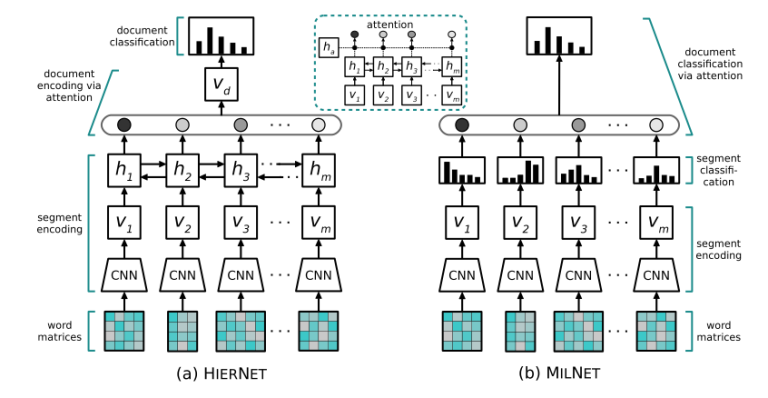 document
classification
document
encoding via
attention
v_d
h_1 h_2 h_3 ... h_m
segment
encoding
v_1 v_2 v_3 ... v_m
CNN CNN CNN ... CNN
word
matrices
(a) HIERNET
attention
h_a
h_1 h_2 h_3 ... h_m
v_1 v_2 v_3 .. v_m
document
classification
via attention
segment
classifi-
cation
v_1 v_2 v_3 ... v_m
segment
encoding
CNN CNN CNN ... CNN
word
matrices
(b) MILNET